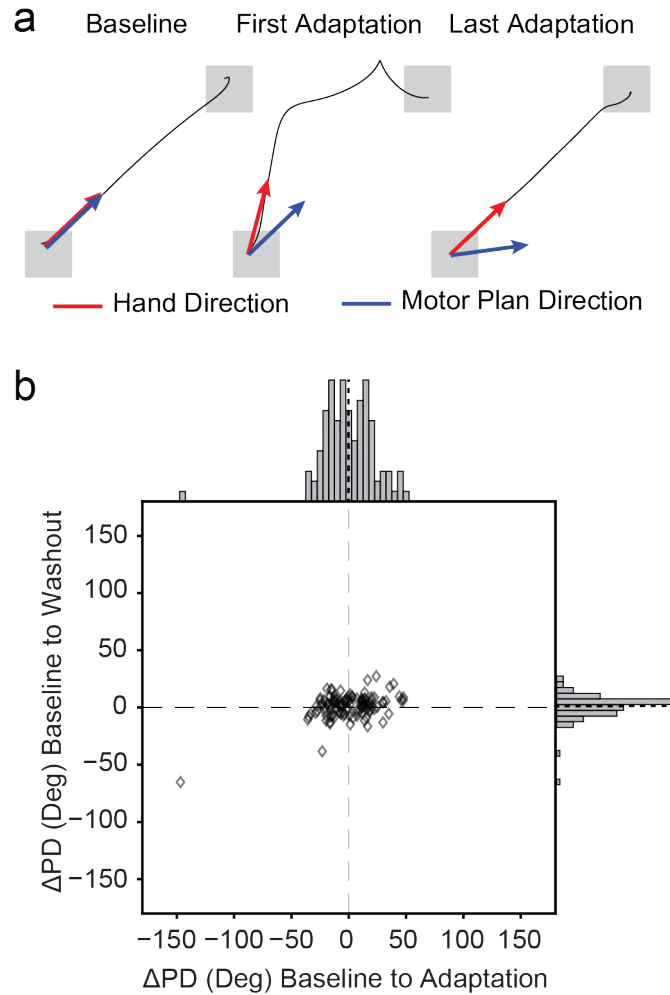 a
Baseline
First Adaptation
Last Adaptation
Hand Direction
Motor Plan Direction
b
ΔPD (Deg) Baseline to Washout
150
100
50
0
−50
−100
−150
−150
−100
−50
0
50
100
150
ΔPD (Deg) Baseline to Adaptation